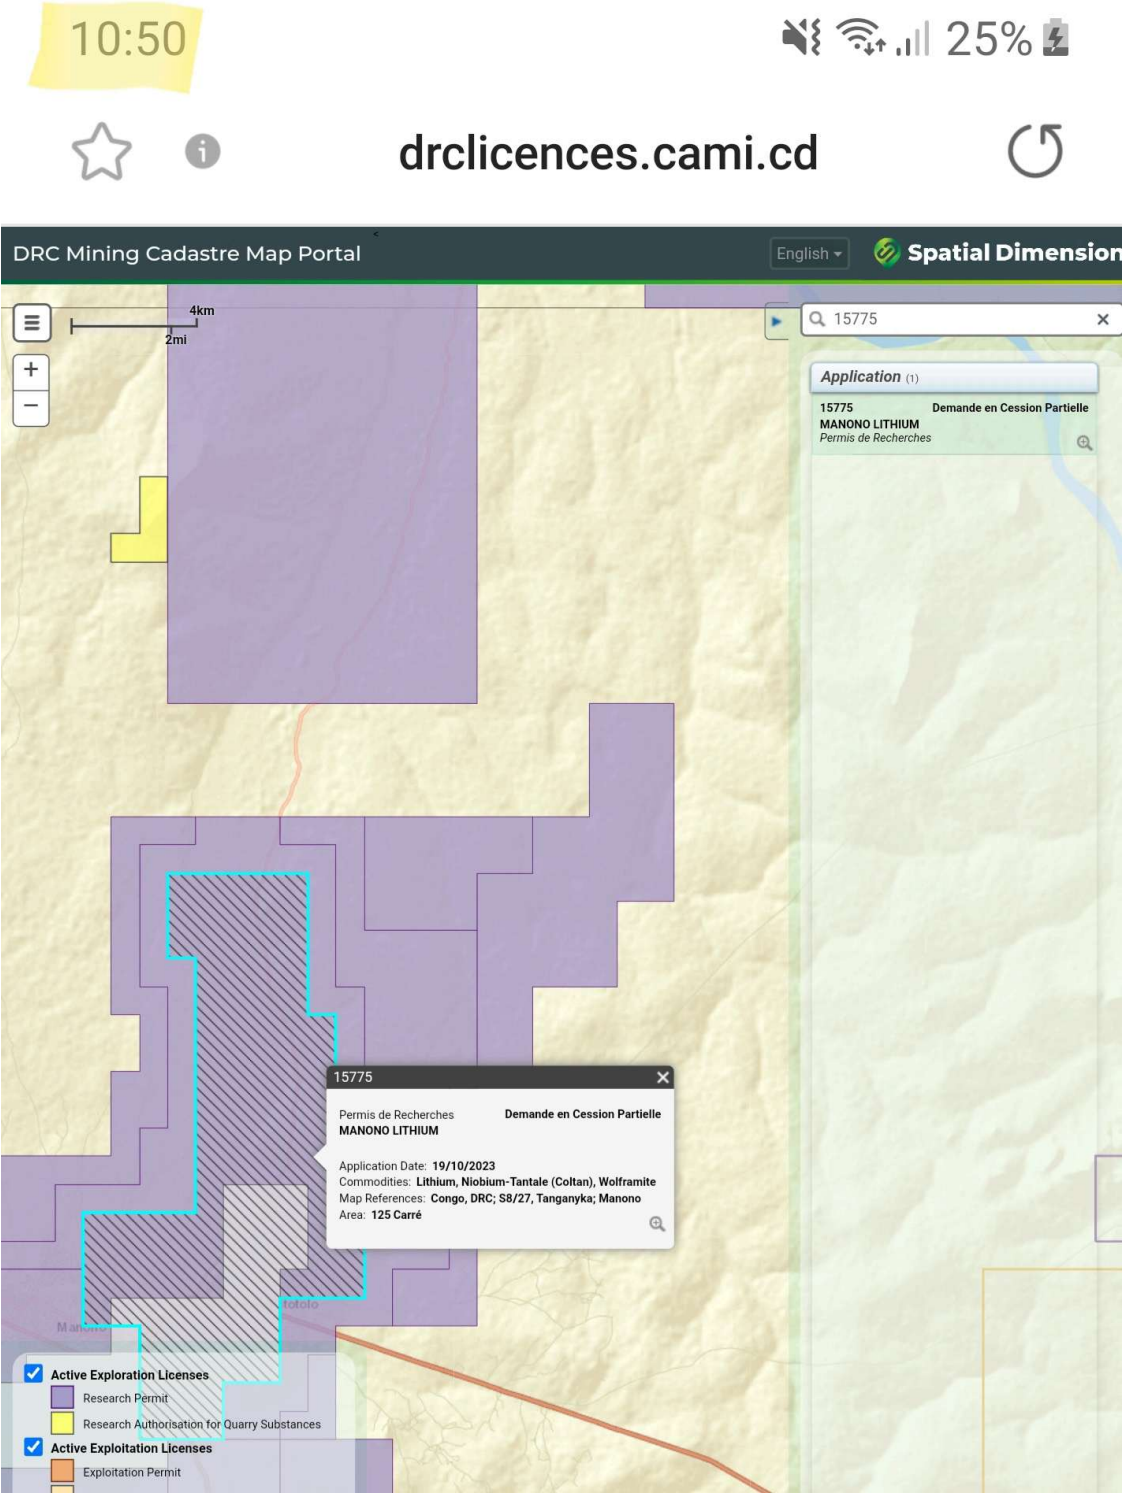 10:50
25%
drclicences.cami.cd
DRC Mining Cadastre Map Portal
<
English
Spatial Dimension
4km
2mi
+
−
15775
Application (1)
15775 Demande en Cession Partielle
MANONO LITHIUM
Permis de Recherches
15775
Permis de Recherches Demande en Cession Partielle
MANONO LITHIUM
Application Date: 19/10/2023
Commodities: Lithium, Niobium-Tantale (Coltan), Wolframite
Map References: Congo, DRC; S8/27, Tanganyka; Manono
Area: 125 Carré
Manono
Active Exploration Licenses
Research Permit
Research Authorisation for Quarry Substances
Active Exploitation Licenses
Exploitation Permit